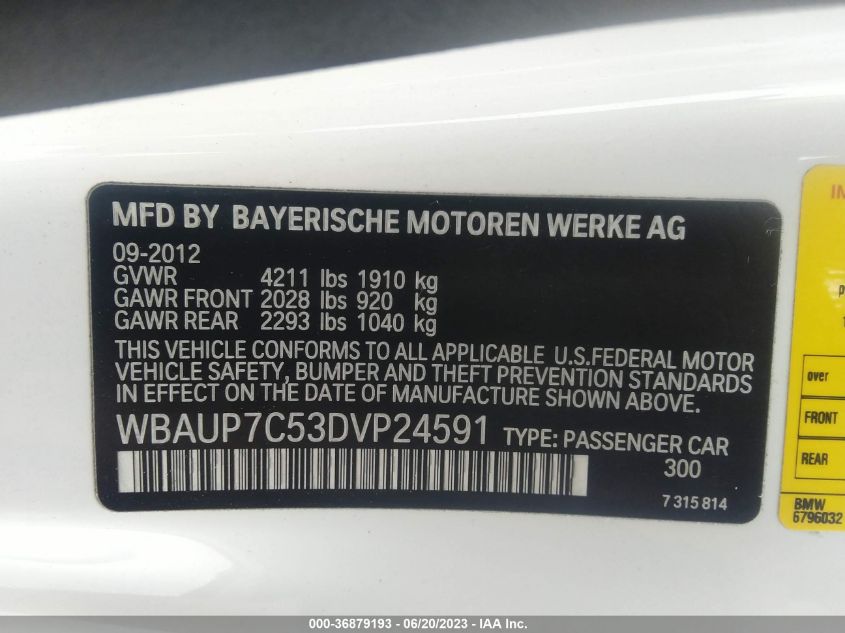 MFD BY BAYERISCHE MOTOREN WERKE AG
09-2012
GVWR 4211 lbs 1910 kg
GAWR FRONT 2028 lbs 920 kg
GAWR REAR 2293 lbs 1040 kg
THIS VEHICLE CONFORMS TO ALL APPLICABLE U.S.FEDERAL MOTOR
VEHICLE SAFETY, BUMPER AND THEFT PREVENTION STANDARDS
IN EFFECT ON THE DATE OF MANUFACTURE SHOWN ABOVE.
WBAUP7C53DVP24591 TYPE: PASSENGER CAR
300
7 315 814
over
FRONT
REAR
BMW
6796032
000-36879193 - 06/20/2023 - IAA Inc.